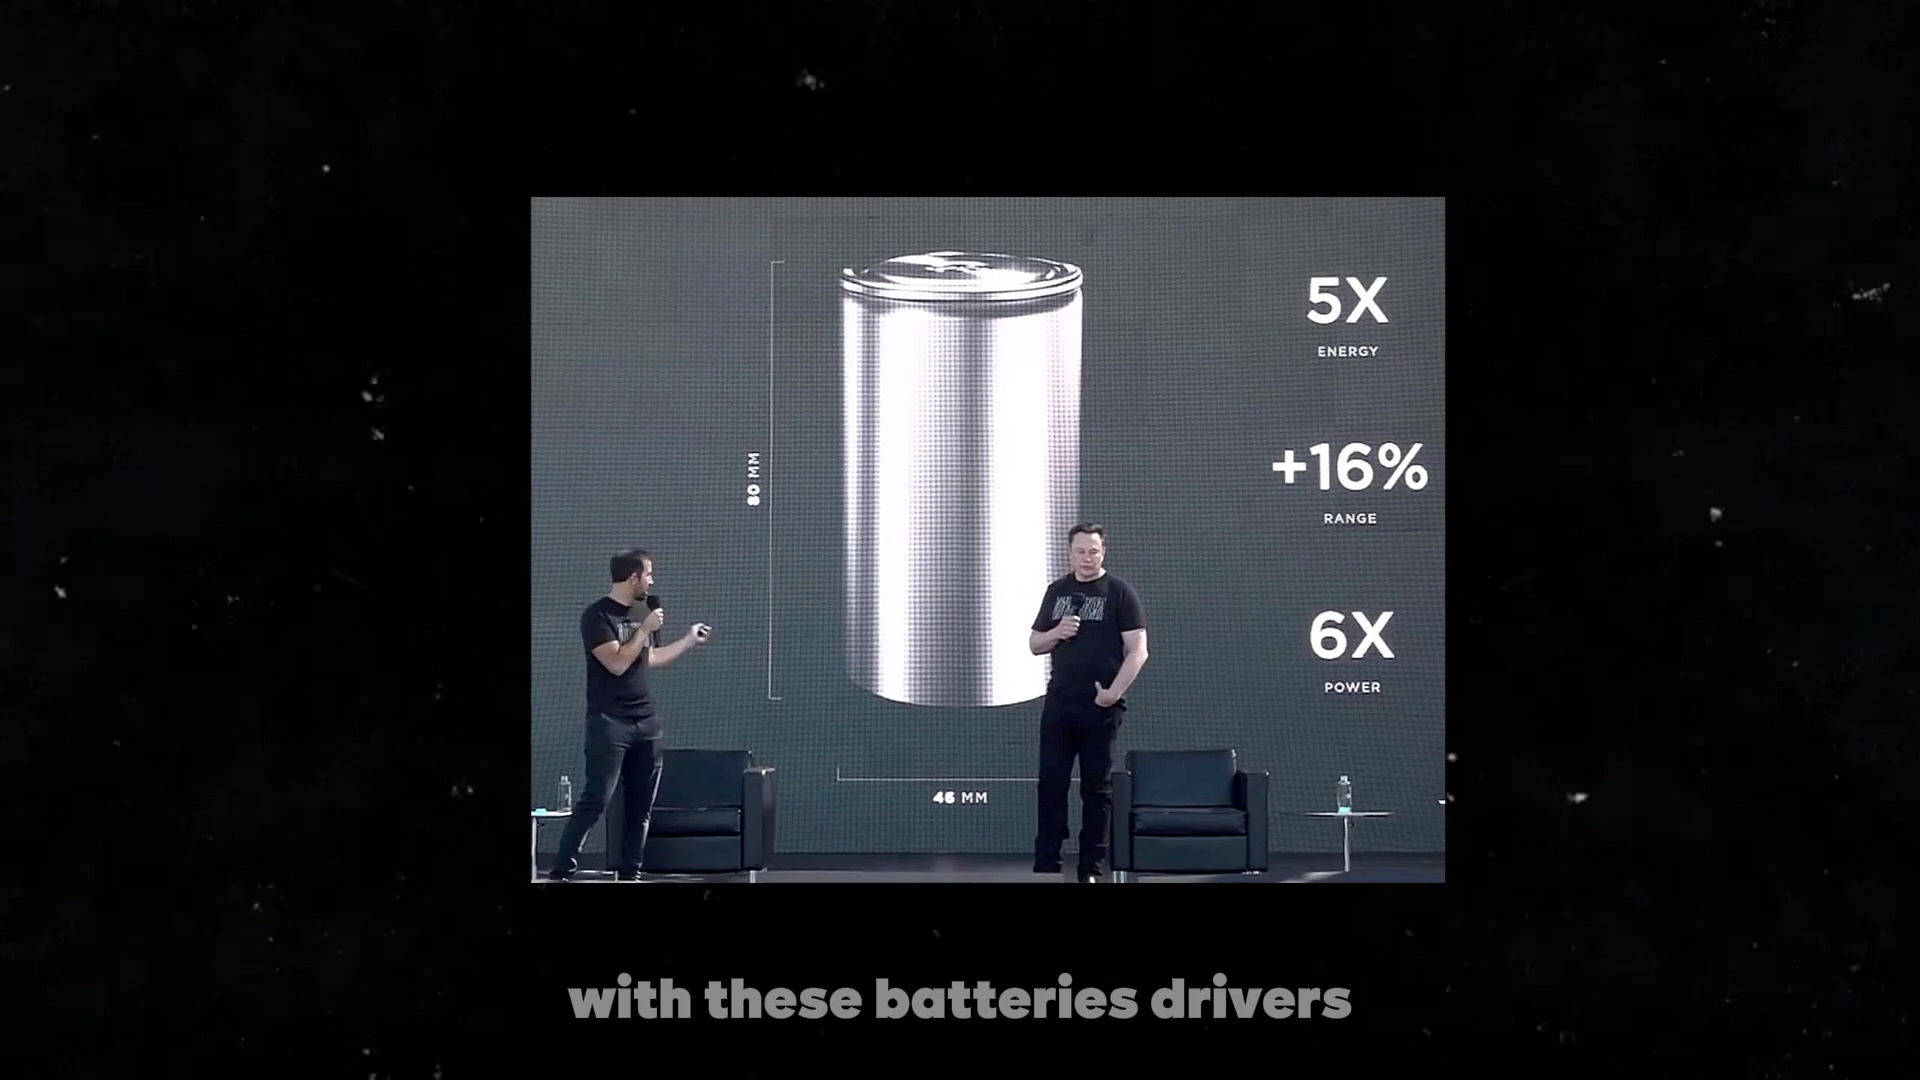 5X
ENERGY
+16%
RANGE
80 MM
6X
POWER
46 MM
with these batteries drivers